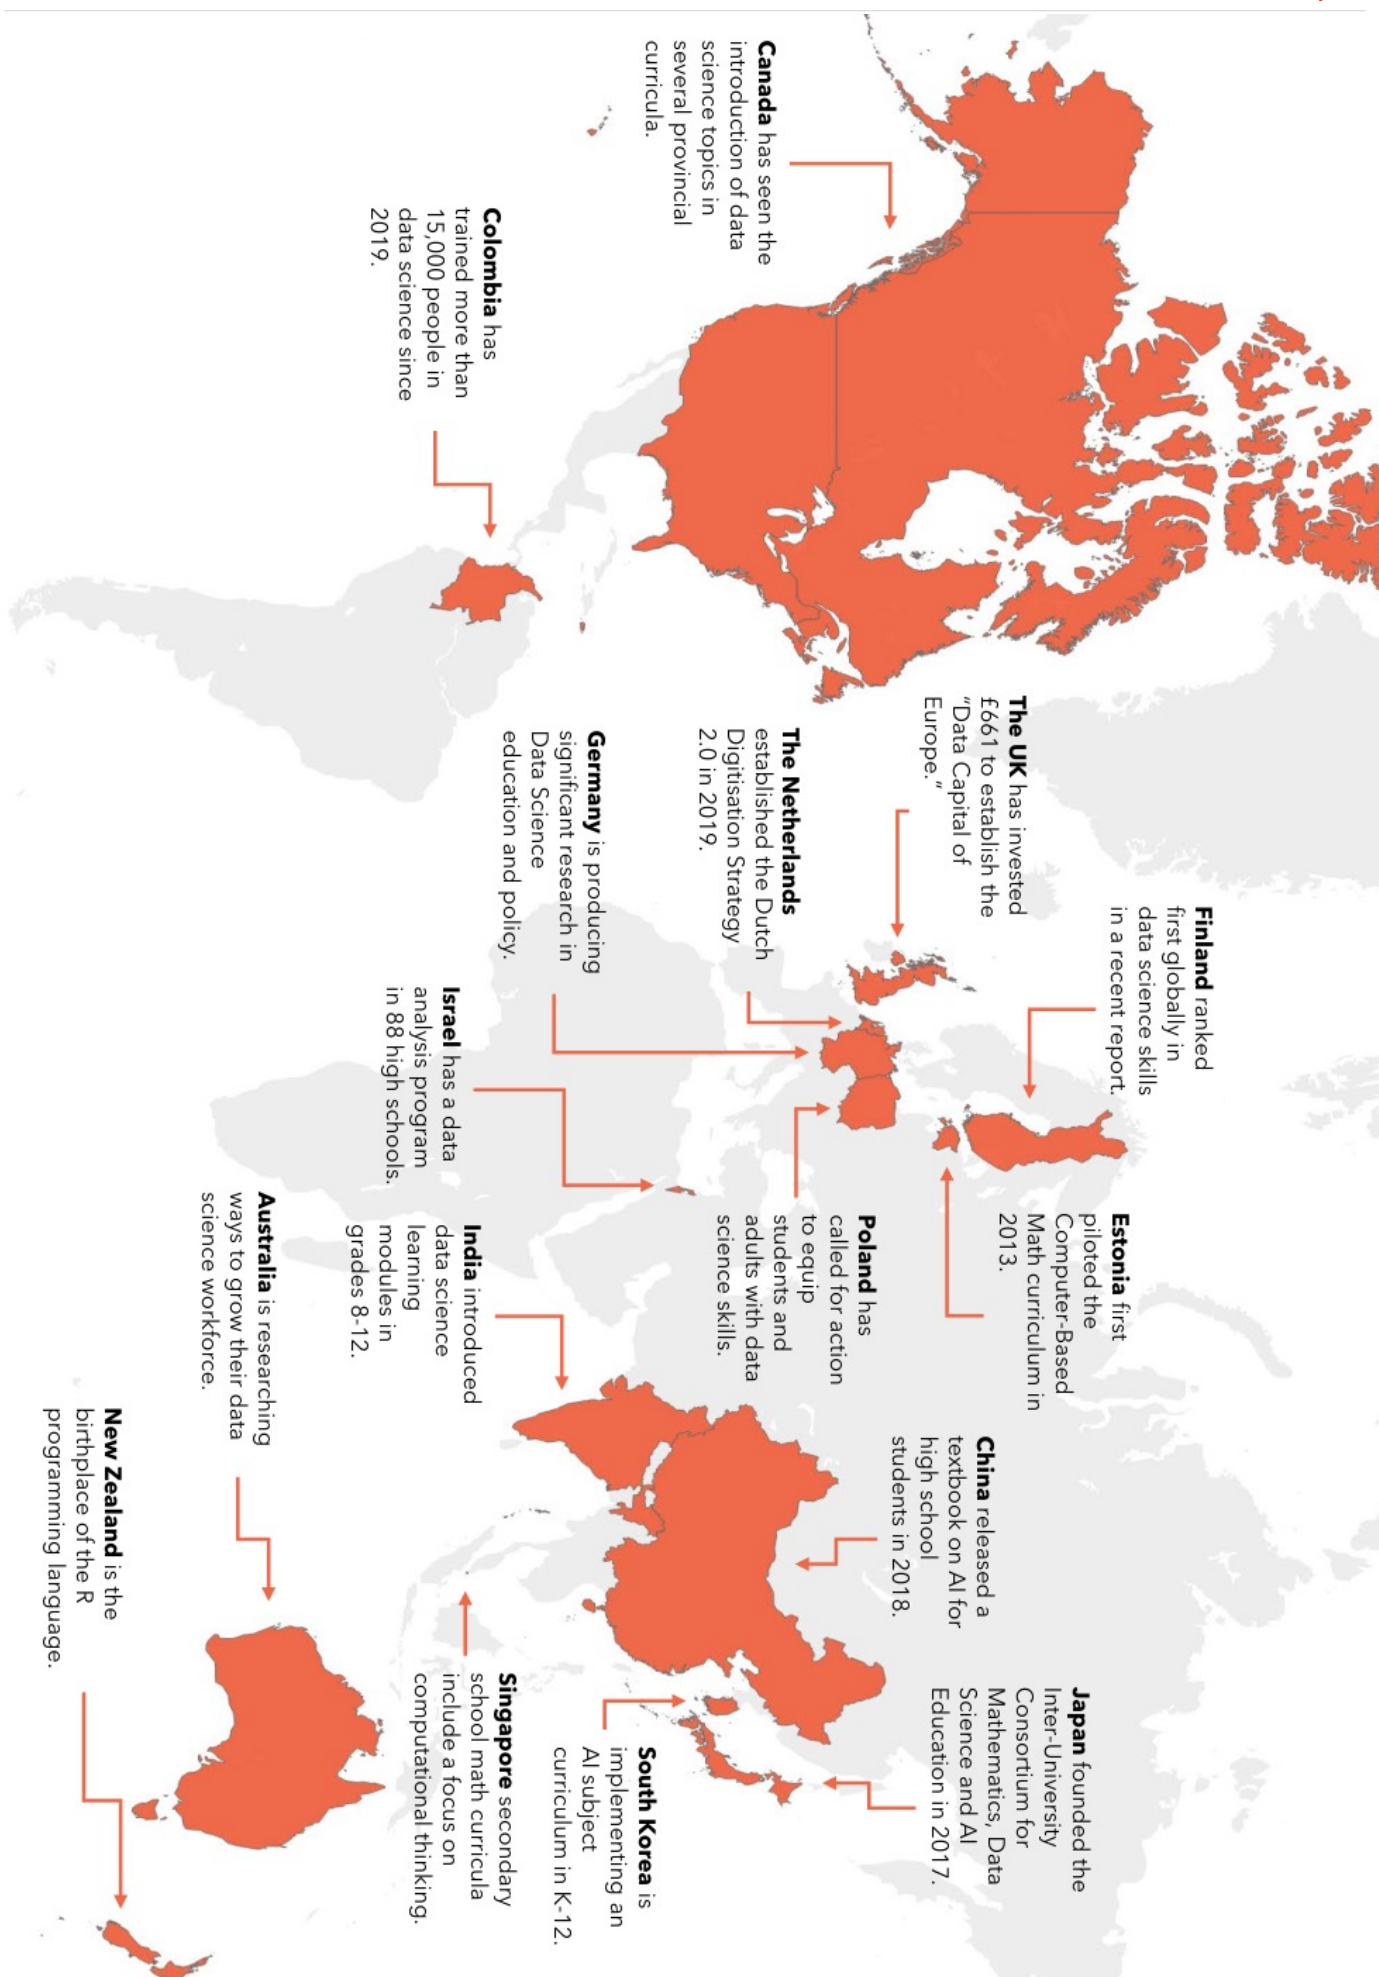 Canada has seen the
introduction of data
science topics in
several provincial
curricula.
Colombia has
trained more than
15,000 people in
data science since
2019.
The UK has invested
£661 to establish the
“Data Capital of
Europe.”
The Netherlands
established the Dutch
Digitisation Strategy
2.0 in 2019.
Germany is producing
significant research in
Data Science
education and policy.
Finland ranked
first globally in
data science skills
in a recent report.
Israel has a data
analysis program
in 88 high schools.
Estonia first
piloted the
Computer-Based
Math curriculum in
2013.
Poland has
called for action
to equip
students and
adults with data
science skills.
India introduced
data science
learning
modules in
grades 8-12.
Australia is researching
ways to grow their data
science workforce.
China released a
textbook on AI for
high school
students in 2018.
New Zealand is the
birthplace of the R
programming language.
Japan founded the
Inter-University
Consortium for
Mathematics, Data
Science and AI
Education in 2017.
South Korea is
implementing an
AI subject
curriculum in K-12.
Singapore secondary
school math curricula
include a focus on
computational thinking.